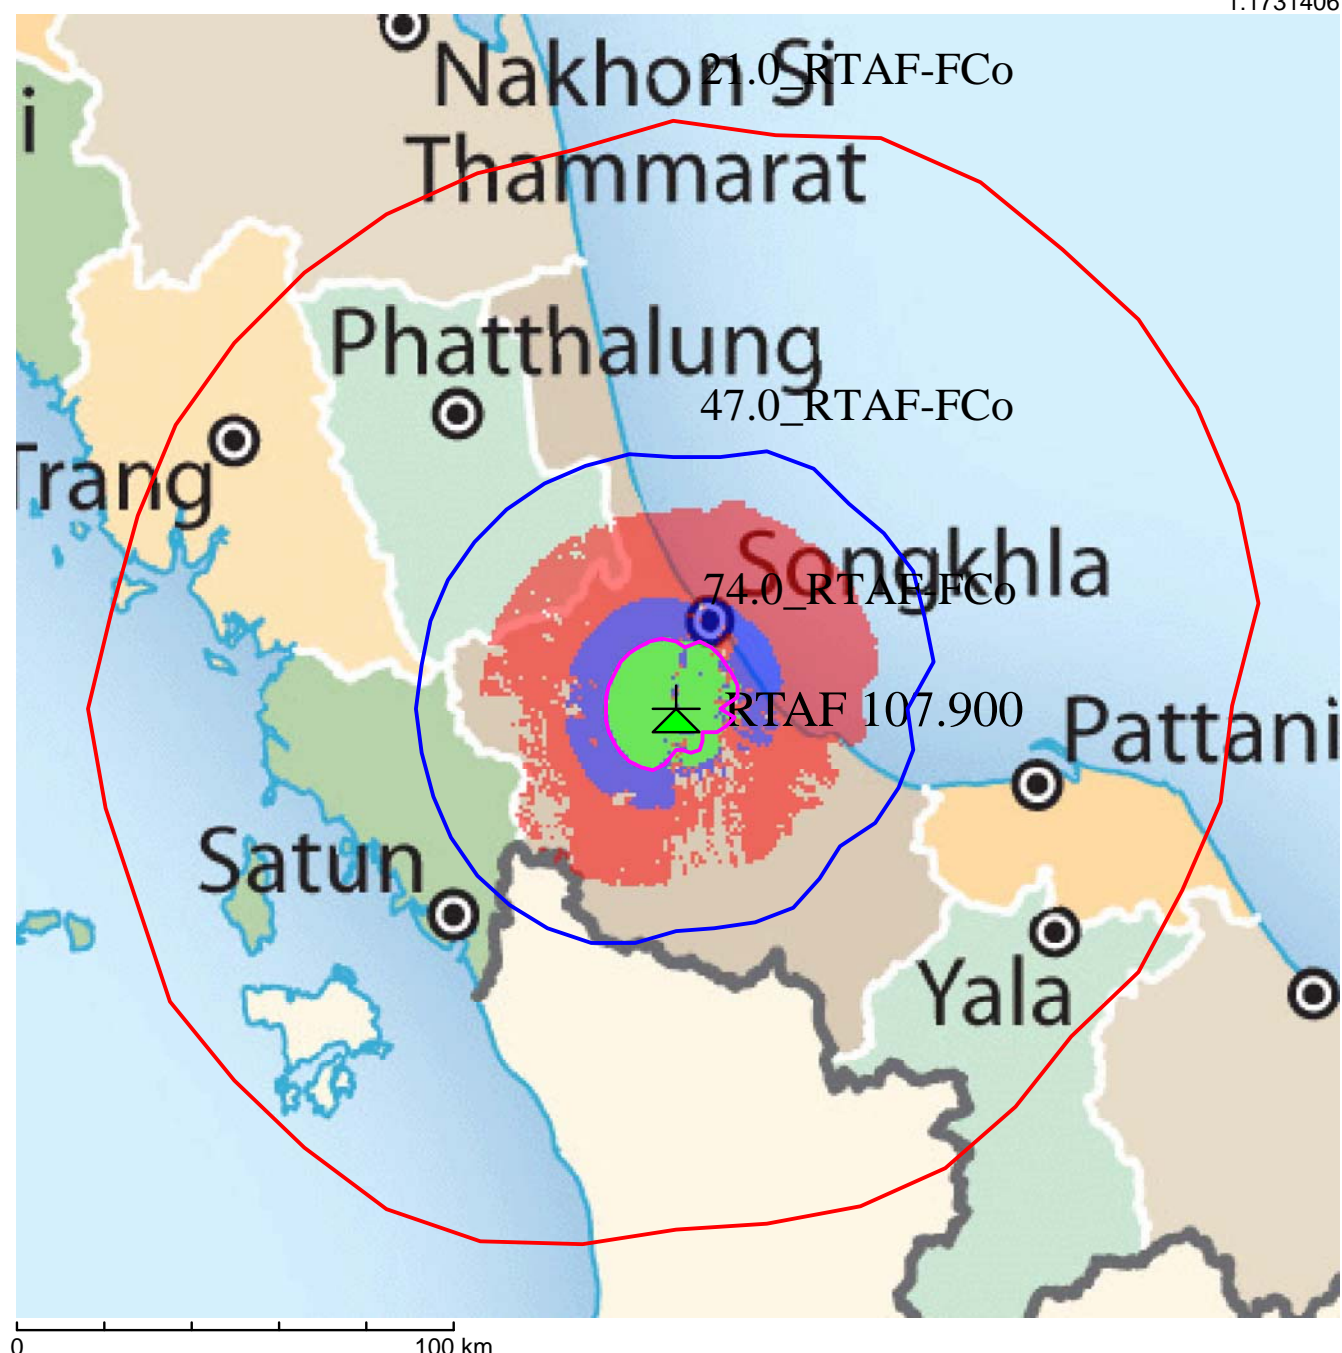 1.1731406
Nakhon Si
21.0_RTAF-FCo
i
Thammarat
Phatthalung
47.0_RTAF-FCo
Trang
Songkhla
74.0_RTAF-FCo
RTAF 107.900
Pattani
Satun
Yala
0
100 km